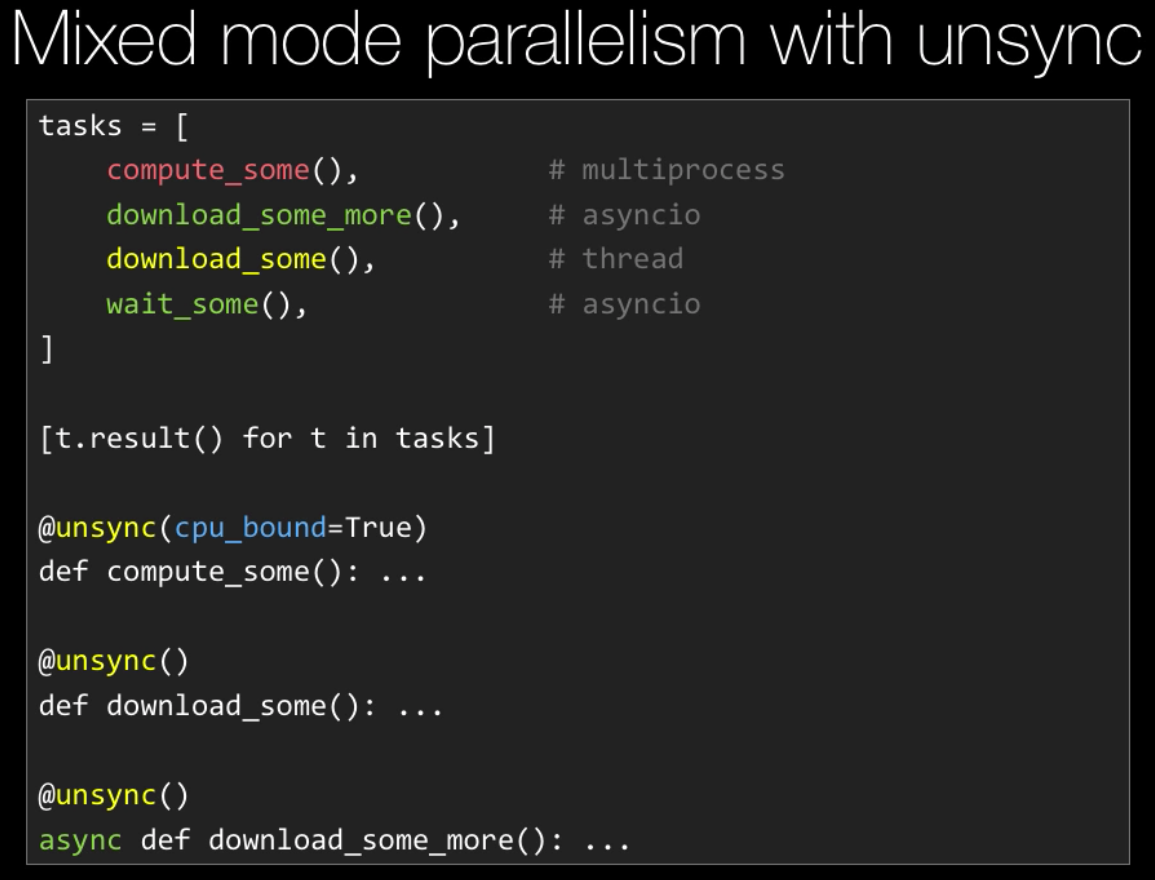 Mixed mode parallelism with unsync
tasks = [
    compute_some(),           # multiprocess
    download_some_more(),     # asyncio
    download_some(),          # thread
    wait_some(),              # asyncio
]
[t.result() for t in tasks]
@unsync(cpu_bound=True)
def compute_some(): ...
@unsync()
def download_some(): ...
@unsync()
async def download_some_more(): ...